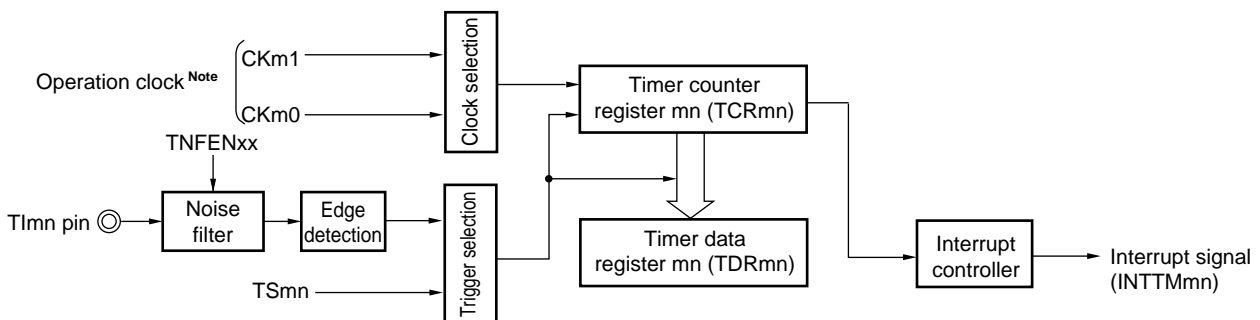 CKm1
Operation clock Note
CKm0
Clock selection
Timer counter
register mn (TCRmn)
TNFENxx
TImn pin
Noise
filter
Edge
detection
TSmn
Trigger selection
Timer data
register mn (TDRmn)
Interrupt
controller
Interrupt signal
(INTTMmn)